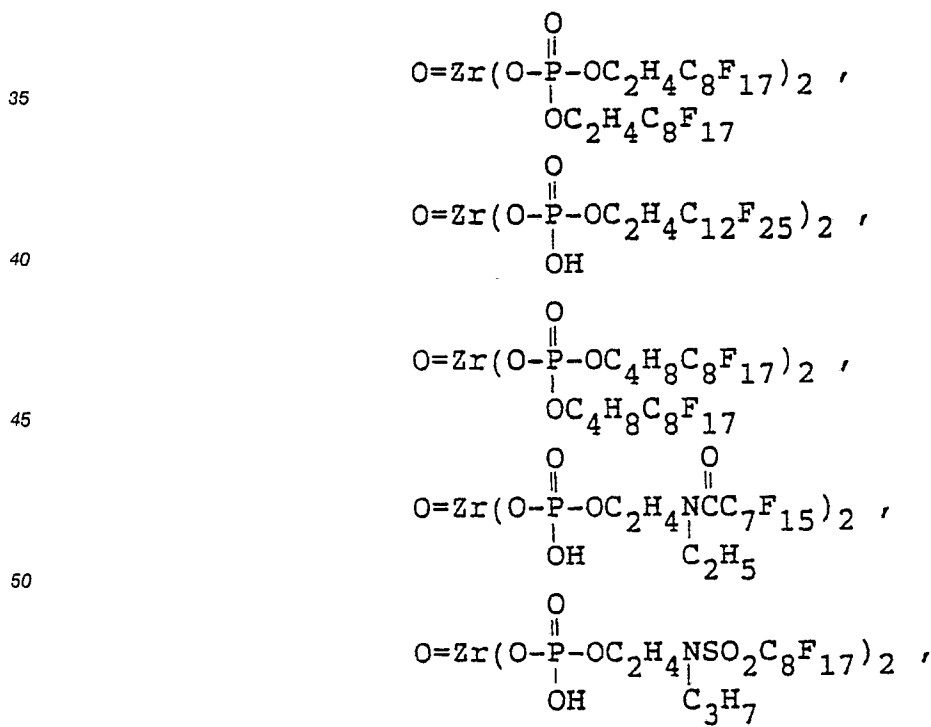 O
O=Zr(O-P-OC2H4C8F17)2 ,
35
OC2H4C8F17
O
O=Zr(O-P-OC2H4C12F25)2 ,
40
OH
O
O=Zr(O-P-OC4H8C8F17)2 ,
45
OC4H8C8F17
O O
O=Zr(O-P-OC2H4NCC7F15)2 ,
OH C2H5
50
O
O=Zr(O-P-OC2H4NSO2C8F17)2 ,
OH C3H7